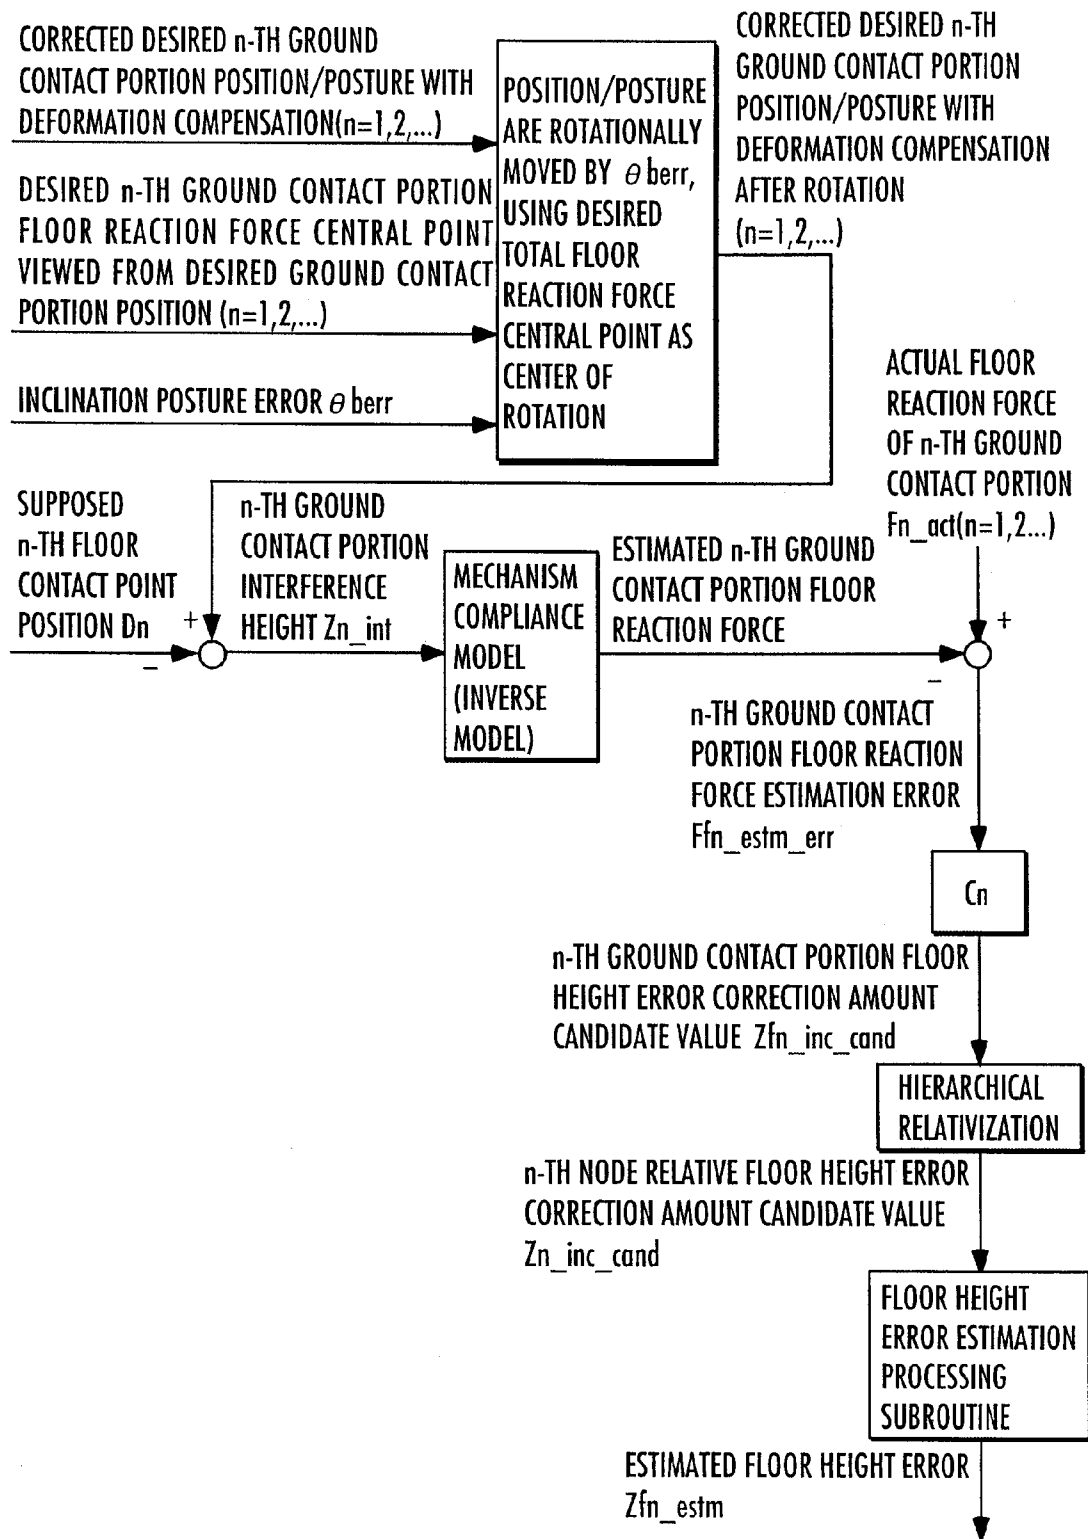 CORRECTED DESIRED n-TH GROUND
CONTACT PORTION POSITION/POSTURE WITH
DEFORMATION COMPENSATION(n=1,2,...)
DESIRED n-TH GROUND CONTACT PORTION
FLOOR REACTION FORCE CENTRAL POINT
VIEWED FROM DESIRED GROUND CONTACT
PORTION POSITION (n=1,2,...)
INCLINATION POSTURE ERROR θ berr
POSITION/POSTURE
ARE ROTATIONALLY
MOVED BY θ berr,
USING DESIRED
TOTAL FLOOR
REACTION FORCE
CENTRAL POINT AS
CENTER OF
ROTATION
CORRECTED DESIRED n-TH
GROUND CONTACT PORTION
POSITION/POSTURE WITH
DEFORMATION COMPENSATION
AFTER ROTATION
(n=1,2,...)
ACTUAL FLOOR
REACTION FORCE
OF n-TH GROUND
CONTACT PORTION
Fn_act(n=1,2...)
SUPPOSED
n-TH FLOOR
CONTACT POINT
POSITION Dn
+
−
n-TH GROUND
CONTACT PORTION
INTERFERENCE
HEIGHT Zn_int
MECHANISM
COMPLIANCE
MODEL
(INVERSE
MODEL)
ESTIMATED n-TH GROUND
CONTACT PORTION FLOOR
REACTION FORCE
+
−
n-TH GROUND CONTACT
PORTION FLOOR REACTION
FORCE ESTIMATION ERROR
Ffn_estm_err
Cn
n-TH GROUND CONTACT PORTION FLOOR
HEIGHT ERROR CORRECTION AMOUNT
CANDIDATE VALUE Zfn_inc_cand
HIERARCHICAL
RELATIVIZATION
n-TH NODE RELATIVE FLOOR HEIGHT ERROR
CORRECTION AMOUNT CANDIDATE VALUE
Zn_inc_cand
FLOOR HEIGHT
ERROR ESTIMATION
PROCESSING
SUBROUTINE
ESTIMATED FLOOR HEIGHT ERROR
Zfn_estm